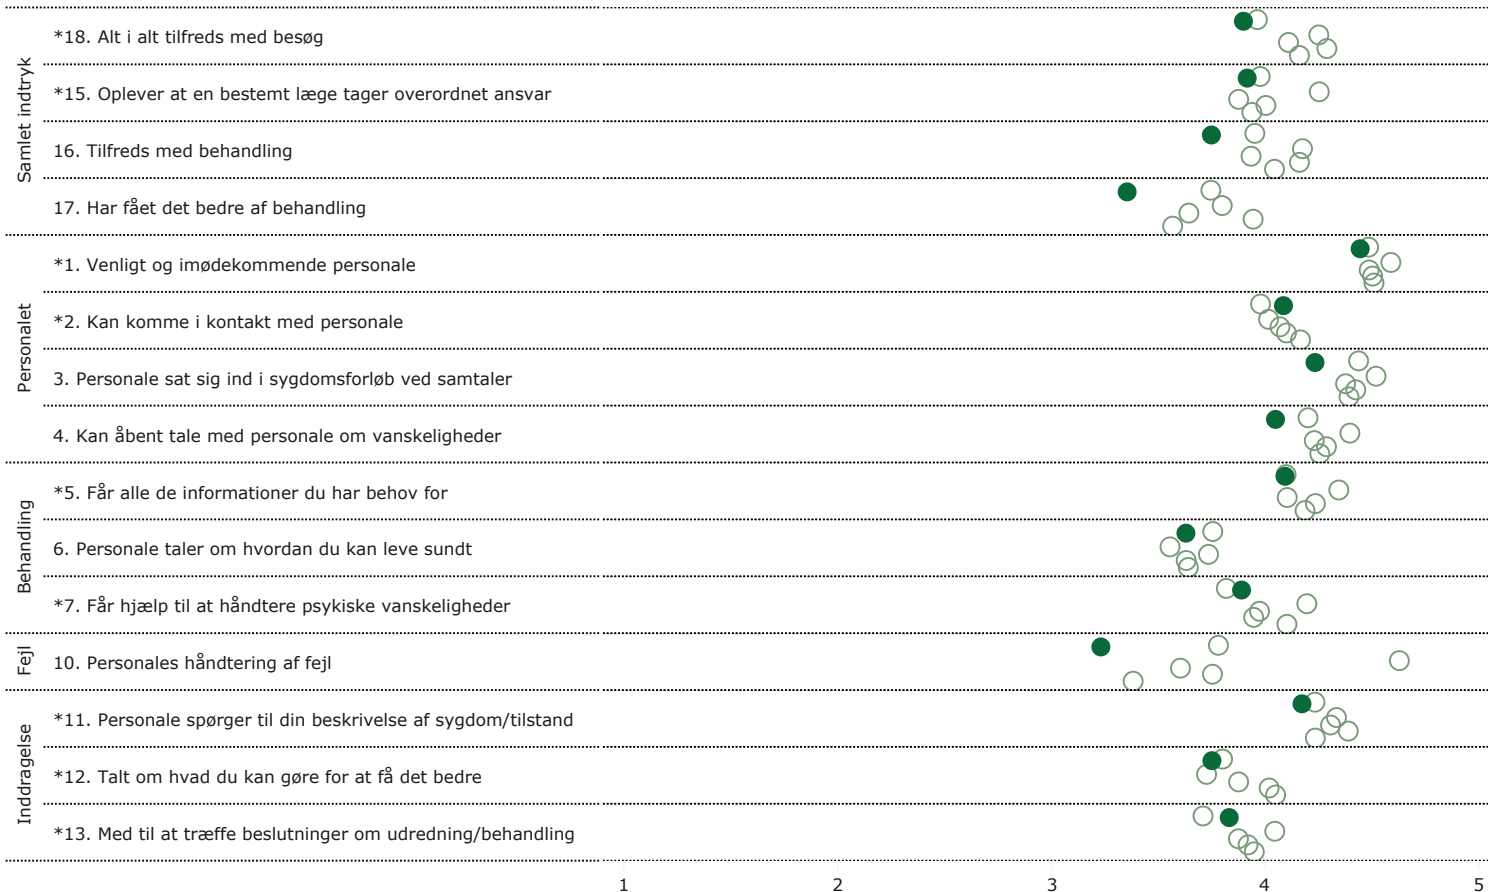 Samlet indtryk
*18. Alt i alt tilfreds med besøg
*15. Oplever at en bestemt læge tager overordnet ansvar
16. Tilfreds med behandling
17. Har fået det bedre af behandling
Personalet
*1. Venligt og imødekommende personale
*2. Kan komme i kontakt med personale
3. Personale sat sig ind i sygdomsforløb ved samtaler
4. Kan åbent tale med personale om vanskeligheder
Behandling
*5. Får alle de informationer du har behov for
6. Personale taler om hvordan du kan leve sundt
*7. Får hjælp til at håndtere psykiske vanskeligheder
Fejl
10. Personales håndtering af fejl
Inddragelse
*11. Personale spørger til din beskrivelse af sygdom/tilstand
*12. Talt om hvad du kan gøre for at få det bedre
*13. Med til at træffe beslutninger om udredning/behandling
1 2 3 4 5